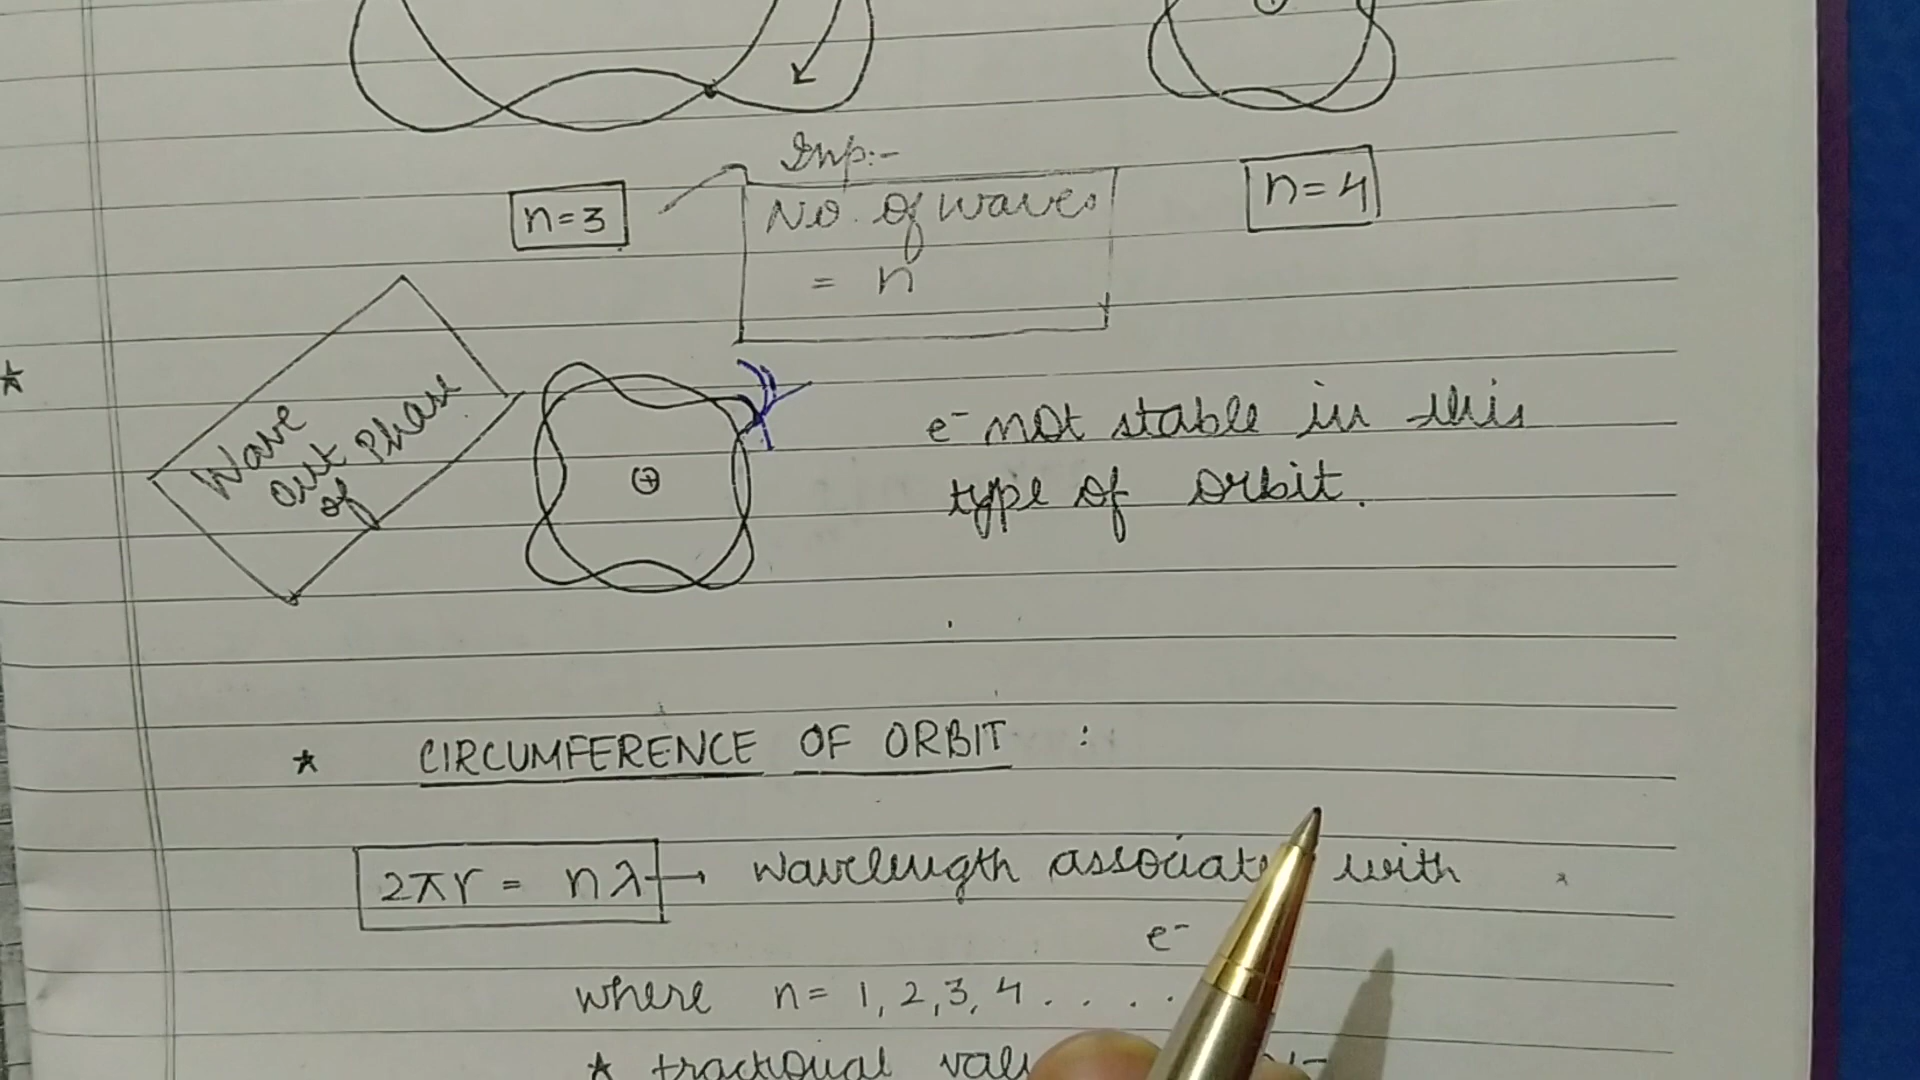 Imp:-
n=3
No. of waves
= n
n=4
Wave
out Phase
of
e⁻ not stable in this
type of orbit.
★ CIRCUMFERENCE OF ORBIT :
2πr = nλ → wavelength with
e⁻
where n = 1, 2, 3, 4 . . . .
★